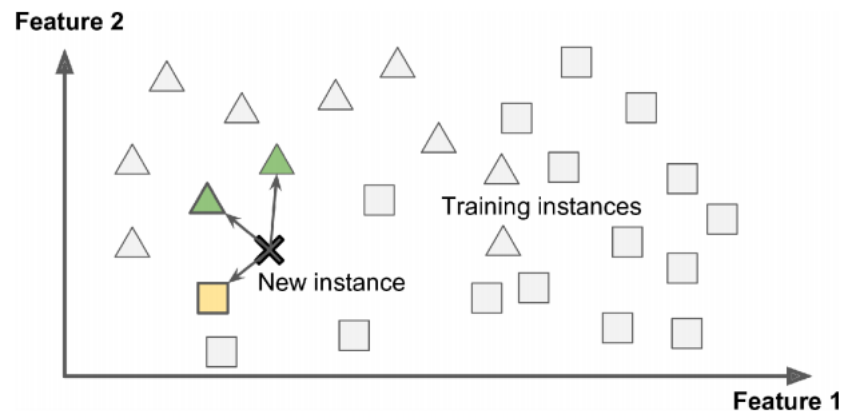 Feature 2
Training instances
New instance
Feature 1